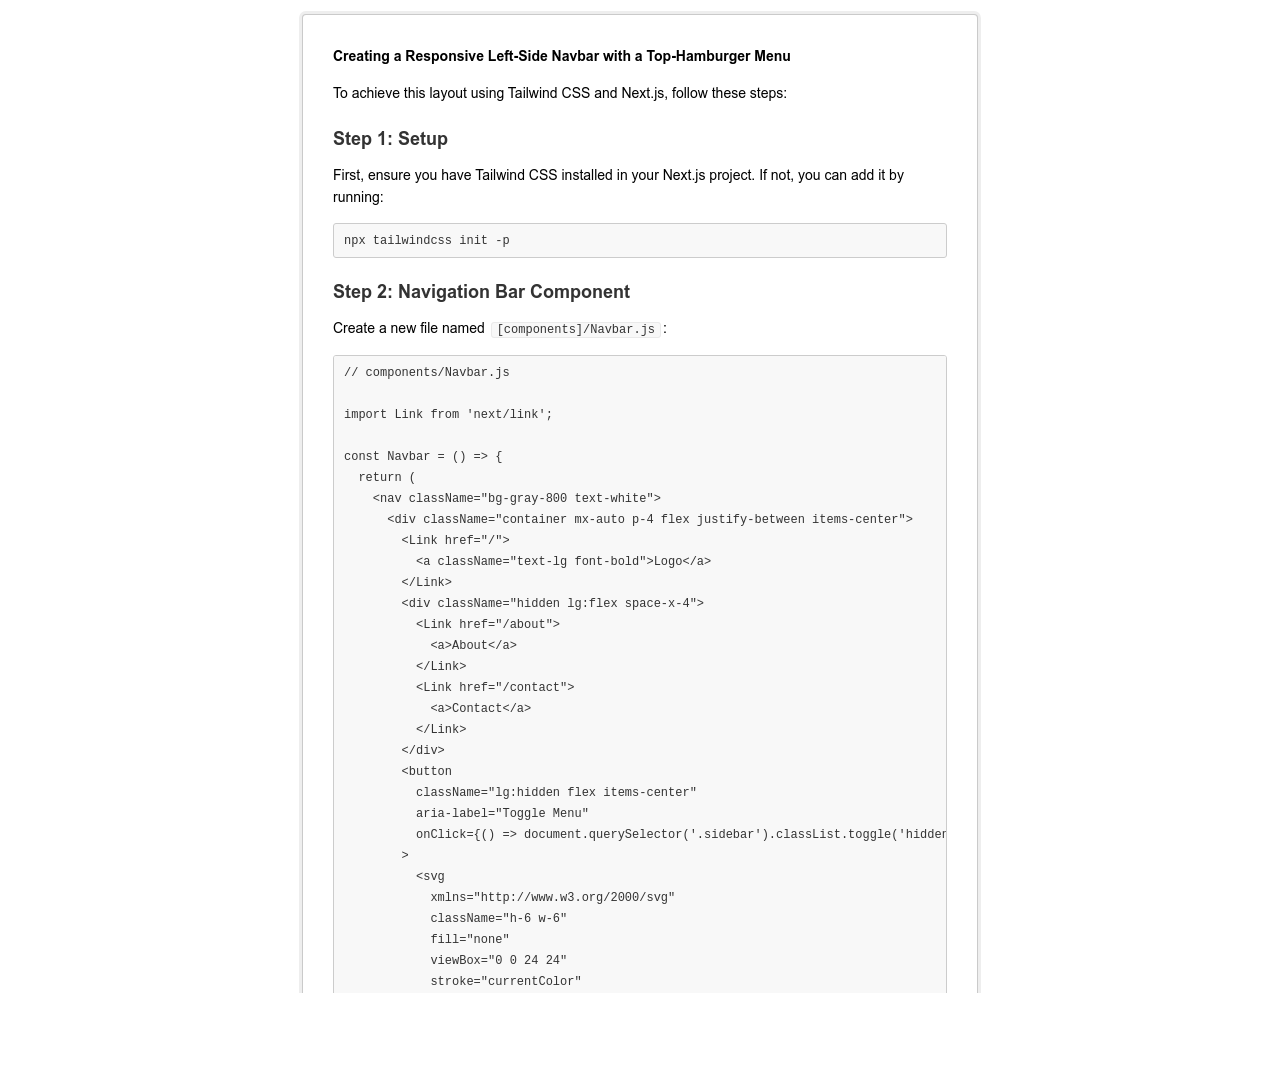 Creating a Responsive Left-Side Navbar with a Top-Hamburger Menu
To achieve this layout using Tailwind CSS and Next.js, follow these steps:
Step 1: Setup
First, ensure you have Tailwind CSS installed in your Next.js project. If not, you can add it by
running:
npx tailwindcss init -p
Step 2: Navigation Bar Component
Create a new file named [components]/Navbar.js:
// components/Navbar.js
import Link from 'next/link';
const Navbar = () => {
  return (
    <nav className="bg-gray-800 text-white">
      <div className="container mx-auto p-4 flex justify-between items-center">
        <Link href="/">
          <a className="text-lg font-bold">Logo</a>
        </Link>
        <div className="hidden lg:flex space-x-4">
          <Link href="/about">
            <a>About</a>
          </Link>
          <Link href="/contact">
            <a>Contact</a>
          </Link>
        </div>
        <button
          className="lg:hidden flex items-center"
          aria-label="Toggle Menu"
          onClick={() => document.querySelector('.sidebar').classList.toggle('hidden
        >
          <svg
            xmlns="http://www.w3.org/2000/svg"
            className="h-6 w-6"
            fill="none"
            viewBox="0 0 24 24"
            stroke="currentColor"